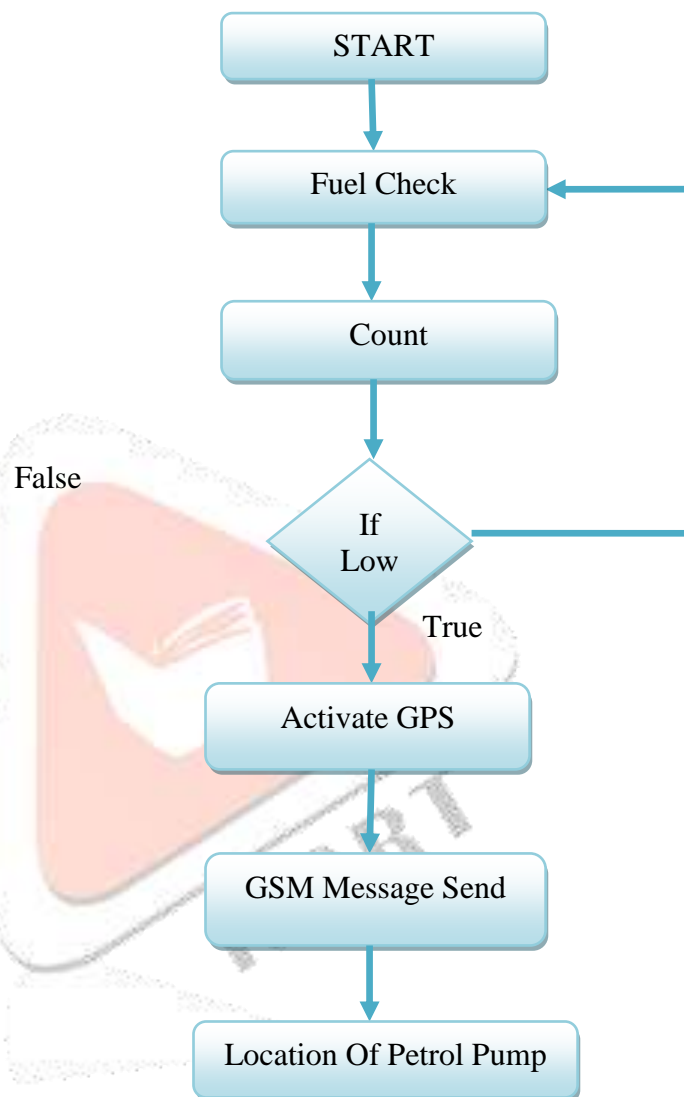 START
Fuel Check
Count
False
If
Low
True
Activate GPS
GSM Message Send
Location Of Petrol Pump